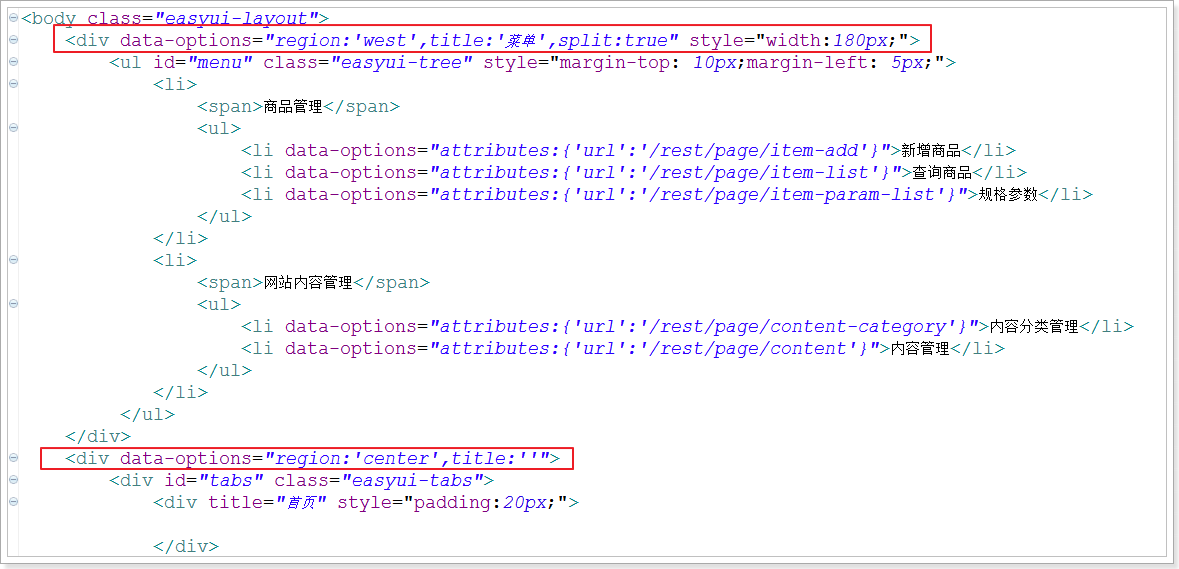 <body class="easyui-layout">
<div data-options="region:'west',title:'菜单',split:true" style="width:180px;">
<ul id="menu" class="easyui-tree" style="margin-top: 10px;margin-left: 5px;">
<li>
<span>商品管理</span>
<ul>
<li data-options="attributes:{'url':'/rest/page/item-add'}">新增商品</li>
<li data-options="attributes:{'url':'/rest/page/item-list'}">查询商品</li>
<li data-options="attributes:{'url':'/rest/page/item-param-list'}">规格参数</li>
</ul>
</li>
<li>
<span>网站内容管理</span>
<ul>
<li data-options="attributes:{'url':'/rest/page/content-category'}">内容分类管理</li>
<li data-options="attributes:{'url':'/rest/page/content'}">内容管理</li>
</ul>
</li>
</ul>
</div>
<div data-options="region:'center',title:''">
<div id="tabs" class="easyui-tabs">
<div title="首页" style="padding:20px;">
</div>